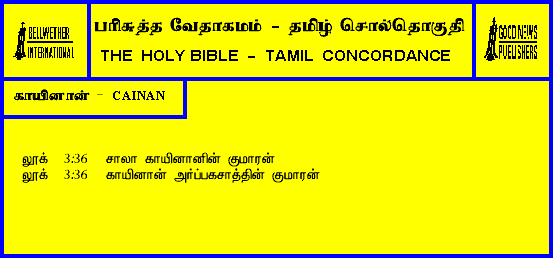 BELLWETHER
INTERNATIONAL
பரிசுத்த வேதாகமம் - தமிழ் சொல்தொகுதி
THE HOLY BIBLE - TAMIL CONCORDANCE
GOOD NEWS
PUBLISHERS
காயினான் - CAINAN
லூக் 3:36 சாலா காயினானின் குமாரன்
லூக் 3:36 காயினான் அர்ப்பகசாத்தின் குமாரன்